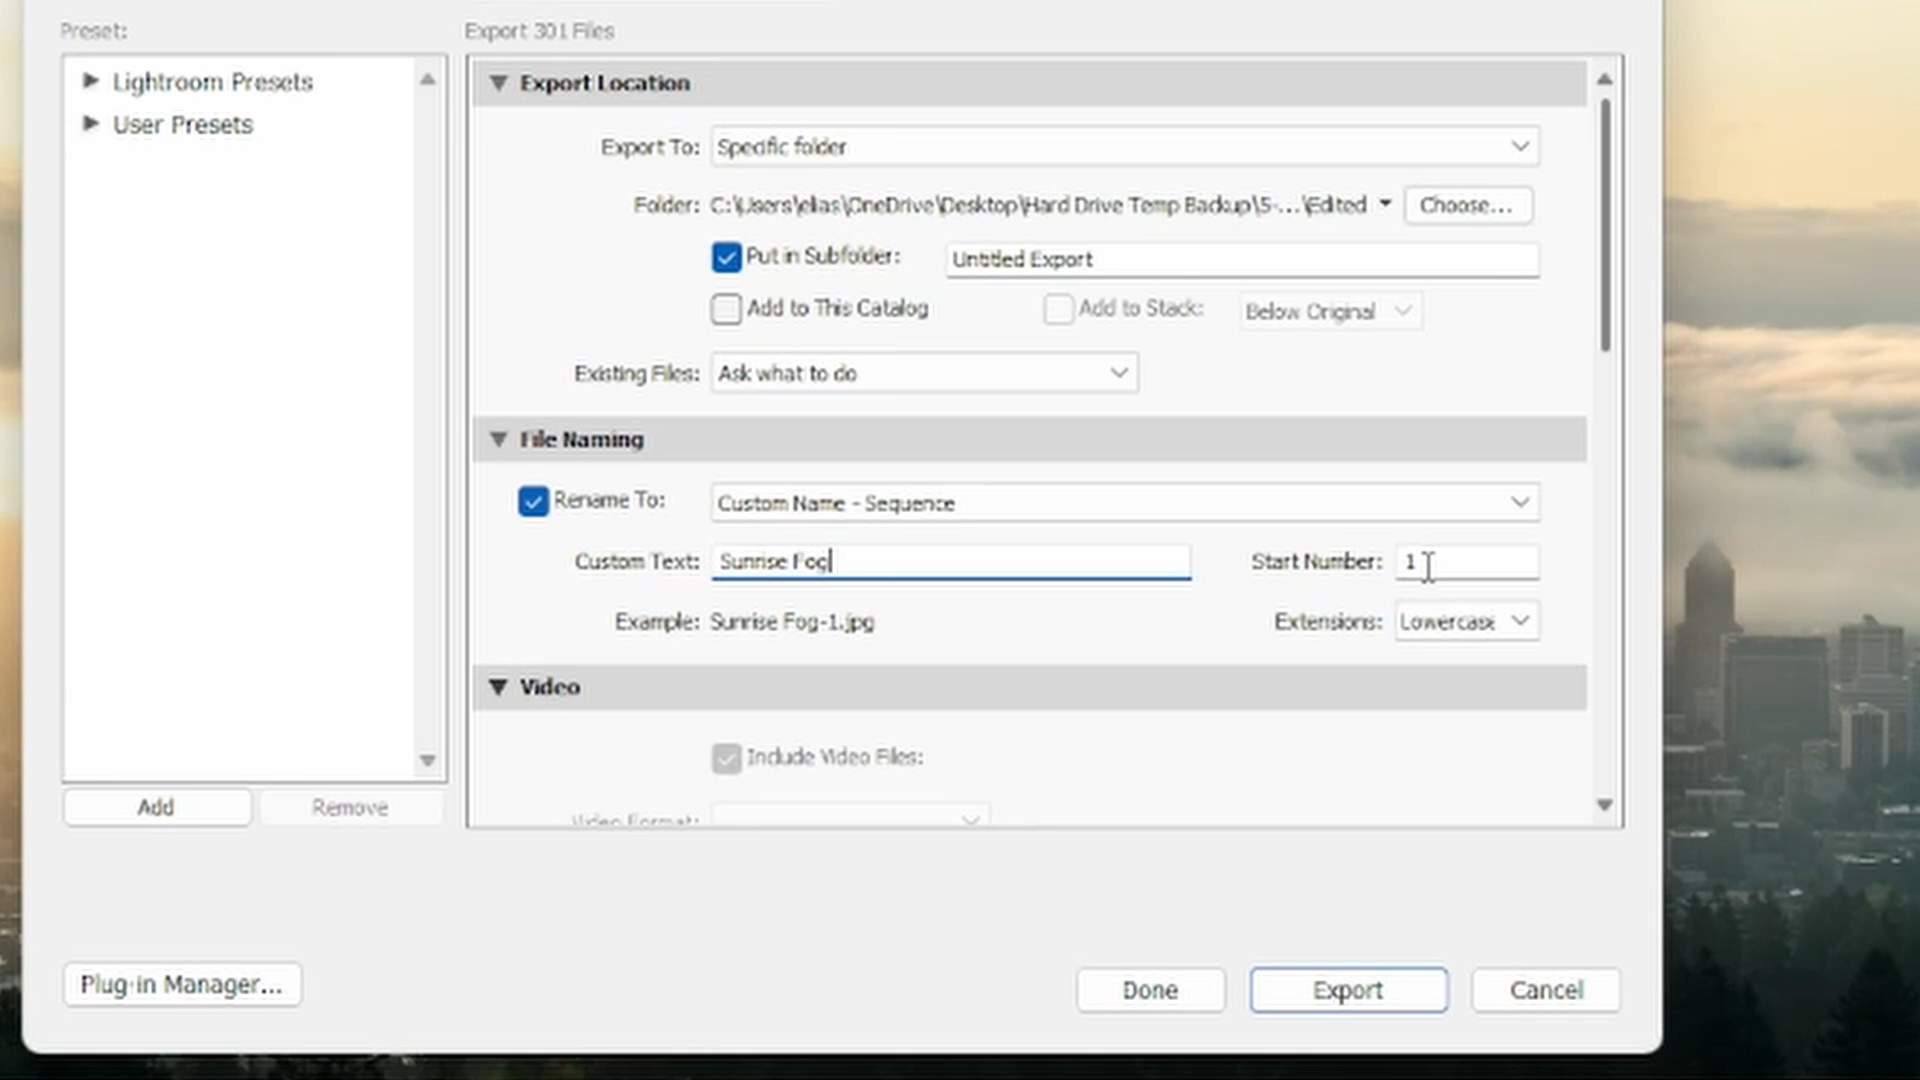 Preset:
Export 301 Files
Lightroom Presets
User Presets
Add
Remove
Export Location
Export To: Specific folder
Folder: C:\Users\elias\OneDrive\Desktop\Hard Drive Temp Backup\5-...\Edited Choose...
Put in Subfolder: Untitled Export
Add to This Catalog Add to Stack: Below Original
Existing Files: Ask what to do
File Naming
Rename To: Custom Name - Sequence
Custom Text: Sunrise Fog Start Number: 1
Example: Sunrise Fog-1.jpg Extensions: Lowercase
Video
Include Video Files:
Video Format:
Plug-in Manager...
Done
Export
Cancel